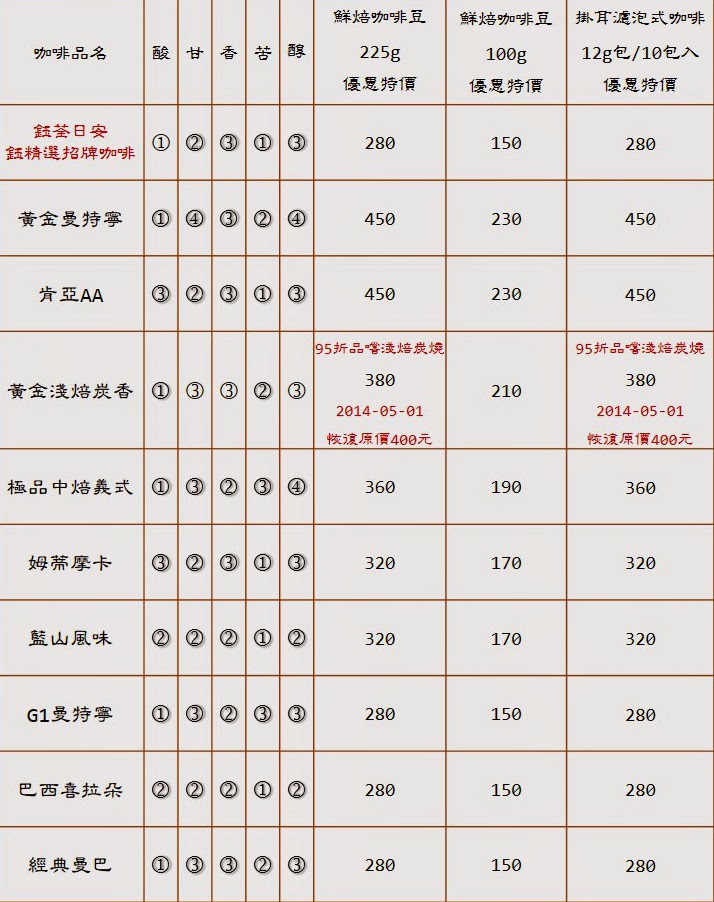 咖啡品名 酸 甘 香 苦 醇 鮮焙咖啡豆 鮮焙咖啡豆 掛耳濾泡式咖啡
225g 100g 12g包/10包入
優惠特價 優惠特價 優惠特價
鈺荃日安
鈺精選招牌咖啡 ① ② ③ ① ③ 280 150 280
黃金曼特寧 ① ④ ③ ② ④ 450 230 450
肯亞AA ③ ② ③ ① ③ 450 230 450
95折品嚐淺焙炭燒 95折品嚐淺焙炭燒
黃金淺焙炭香 ① ③ ③ ② ③ 380 210 380
2014-05-01 2014-05-01
恢復原價400元 恢復原價400元
極品中焙義式 ① ③ ② ③ ④ 360 190 360
姆蒂摩卡 ③ ② ③ ① ③ 320 170 320
藍山風味 ② ② ② ① ② 320 170 320
G1曼特寧 ① ③ ② ③ ③ 280 150 280
巴西喜拉朵 ② ② ② ① ② 280 150 280
經典曼巴 ① ③ ③ ② ③ 280 150 280